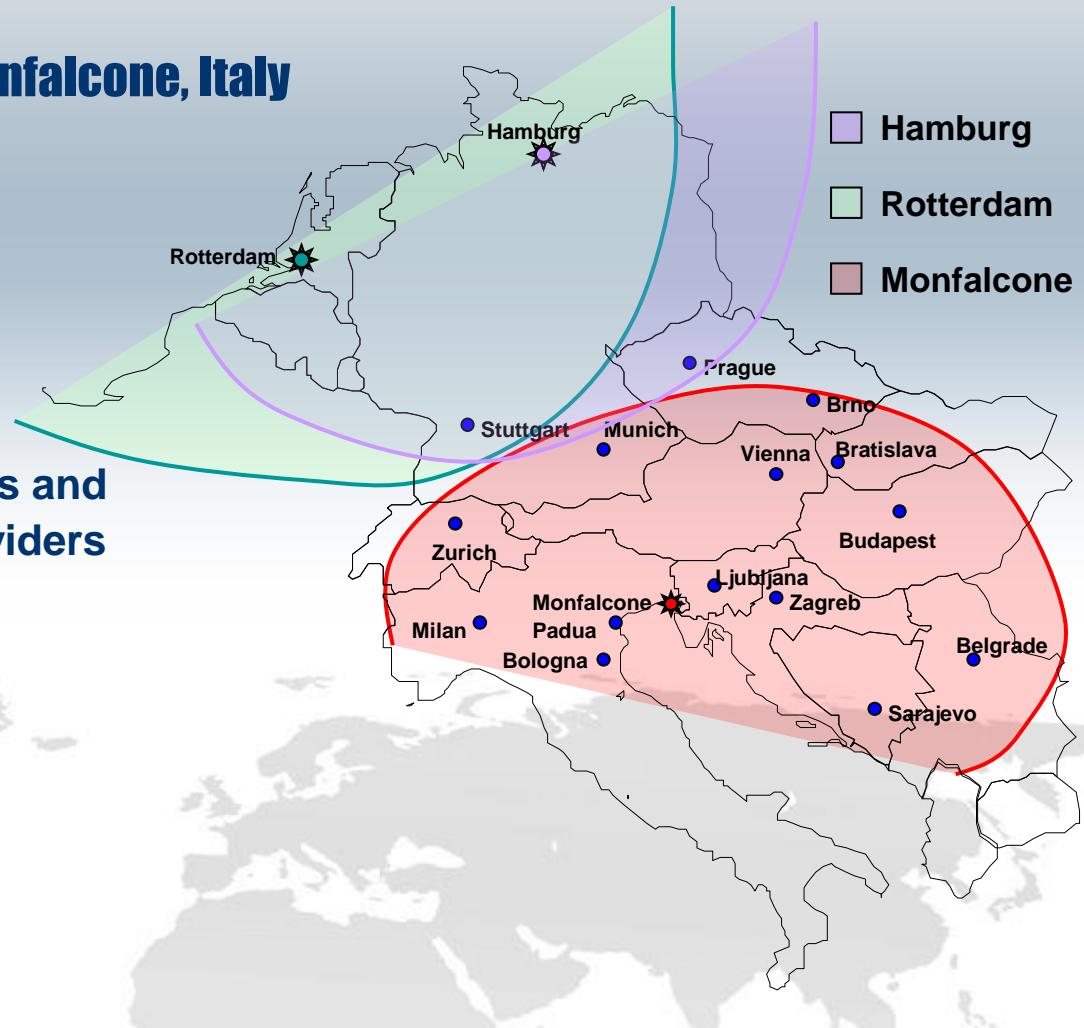 nfalcone, Italy
Hamburg
Hamburg
Rotterdam
Rotterdam
Monfalcone
Prague
Brno
Stuttgart
Munich
Vienna
Bratislava
s and
viders
Zurich
Budapest
Ljubljana
Monfalcone
Zagreb
Milan
Padua
Bologna
Belgrade
Sarajevo